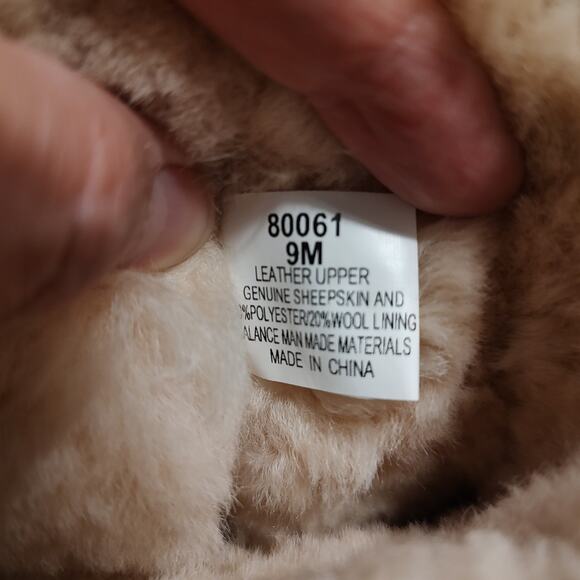 80061
9M
LEATHER UPPER
GENUINE SHEEPSKIN AND
%POLYESTER/20%WOOL LINING
ALANCE MAN MADE MATERIALS
MADE IN CHINA